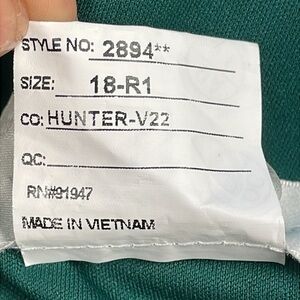 STYLE NO: 2894**
SIZE: 18-R1
CO: HUNTER-V22
QC:
RN#91947
MADE IN VIETNAM